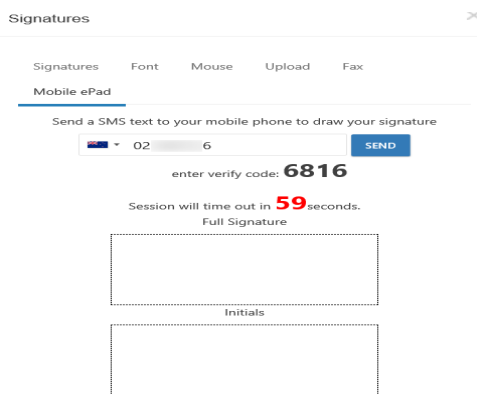 Signatures
Signatures Font Mouse Upload Fax
Mobile ePad
Send a SMS text to your mobile phone to draw your signature
02 6 SEND
enter verify code: 6816
Session will time out in 59seconds.
Full Signature
Initials